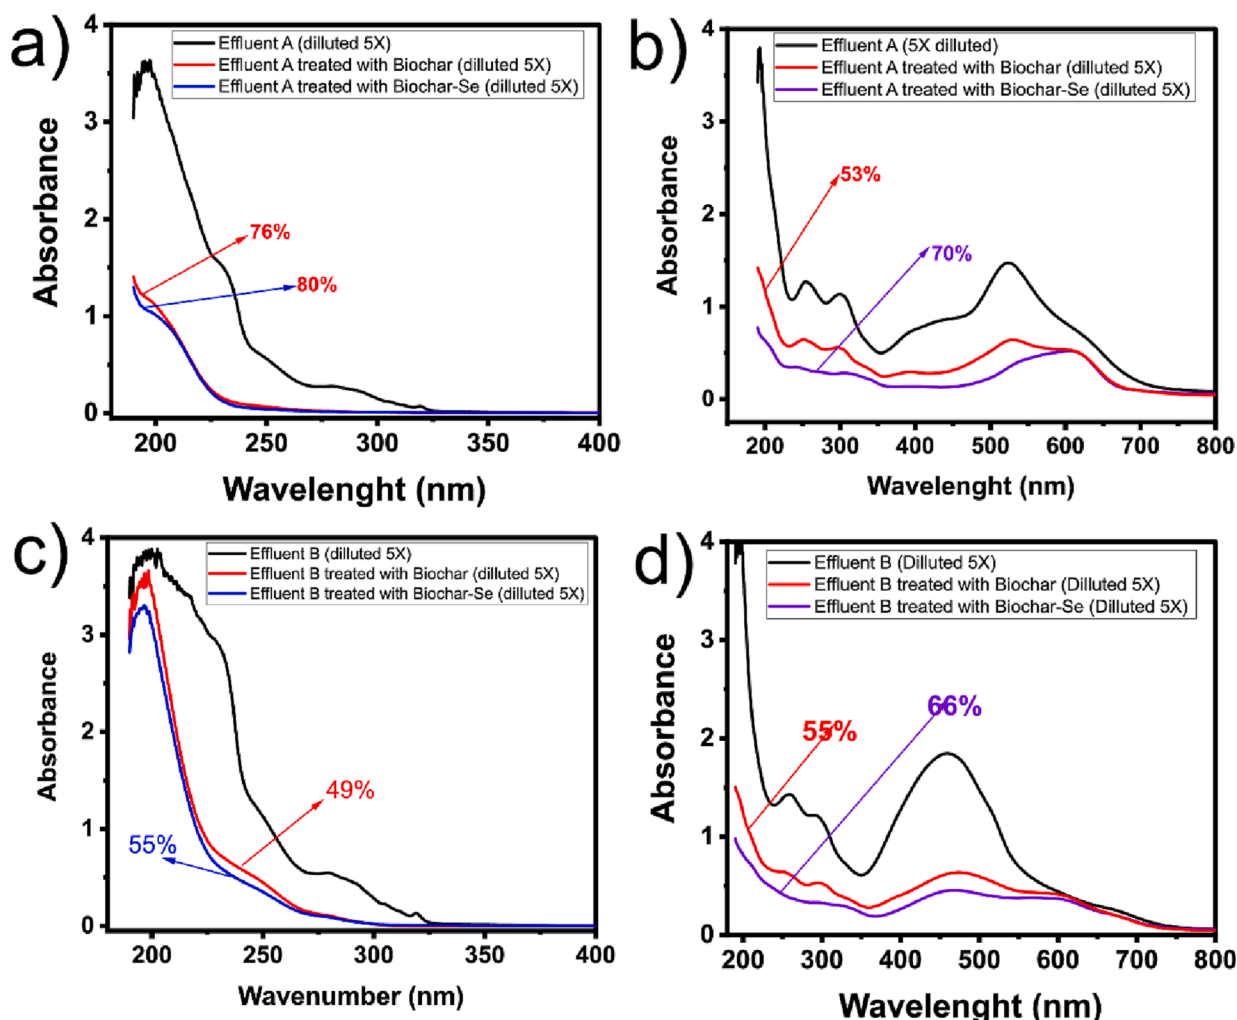 a)
4
3
2
1
0
Absorbance
Effluent A (dilluted 5X)
Effluent A treated with Biochar (dilluted 5X)
Effluent A treated with Biochar-Se (dilluted 5X)
76%
80%
200
250
300
350
400
Wavelenght (nm)
b)
4
3
2
1
0
Absorbance
Effluent A (5X dilluted)
Effluent A treated with Biochar (dilluted 5X)
Effluent A treated with Biochar-Se (dilluted 5X)
53%
70%
200
300
400
500
600
700
800
Wavelenght (nm)
c)
4
3
2
1
0
Absorbance
Effluent B (dilluted 5X)
Effluent B treated with Biochar (dilluted 5X)
Effluent B treated with Biochar-Se (dilluted 5X)
49%
55%
200
250
300
350
400
Wavenumber (nm)
d)
4
3
2
1
0
Absorbance
Effluent B (Dilluted 5X)
Effluent B treated with Biochar (Dilluted 5X)
Effluent B treated with Biochar-Se (Dilluted 5X)
66%
55%
200
300
400
500
600
700
800
Wavelenght (nm)